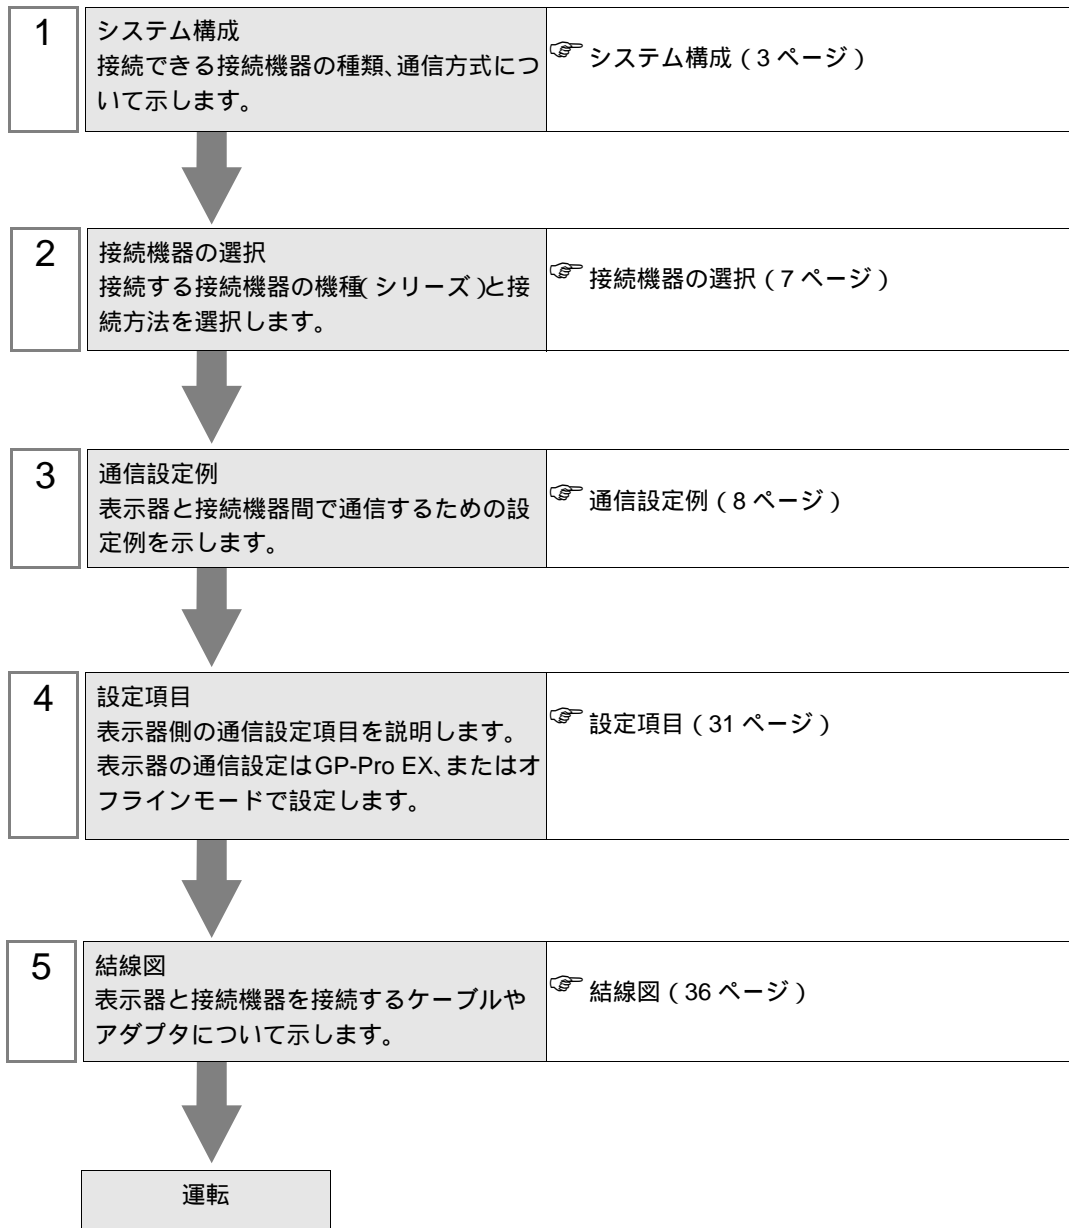 1
システム構成
接続できる接続機器の種類、通信方式につ
いて示します。
☞ システム構成 ( 3 ページ )
2
接続機器の選択
接続する接続機器の機種( シリーズ )と接
続方法を選択します。
☞ 接続機器の選択 ( 7 ページ )
3
通信設定例
表示器と接続機器間で通信するための設
定例を示します。
☞ 通信設定例 ( 8 ページ )
4
設定項目
表示器側の通信設定項目を説明します。
表示器の通信設定はGP-Pro EX、またはオ
フラインモードで設定します。
☞ 設定項目 ( 31 ページ )
5
結線図
表示器と接続機器を接続するケーブルや
アダプタについて示します。
☞ 結線図 ( 36 ページ )
運転